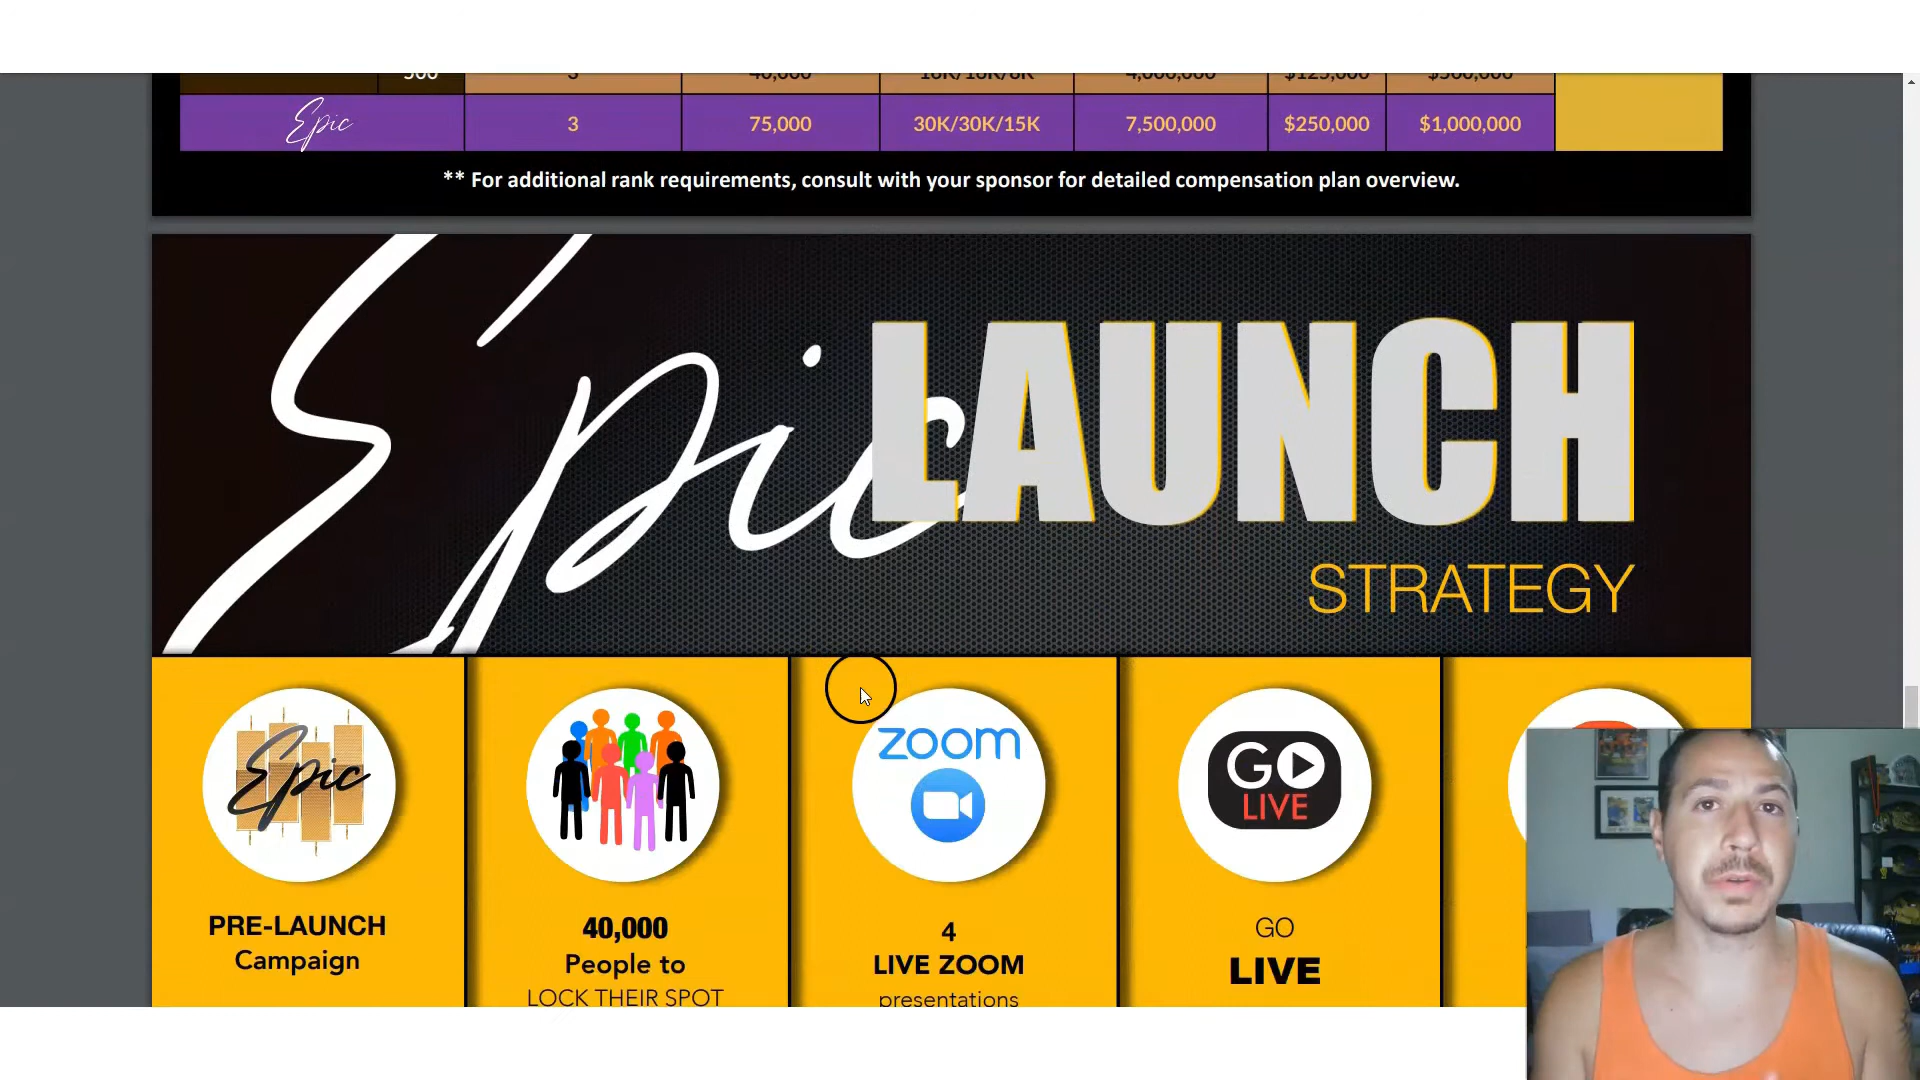 Epic 3 75,000 30K/30K/15K 7,500,000 $250,000 $1,000,000
** For additional rank requirements, consult with your sponsor for detailed compensation plan overview.
Epic LAUNCH
STRATEGY
Epic
zoom
GO
LIVE
PRE-LAUNCH
Campaign
40,000
People to
LOCK THEIR SPOT
4
LIVE ZOOM
presentations
GO
LIVE